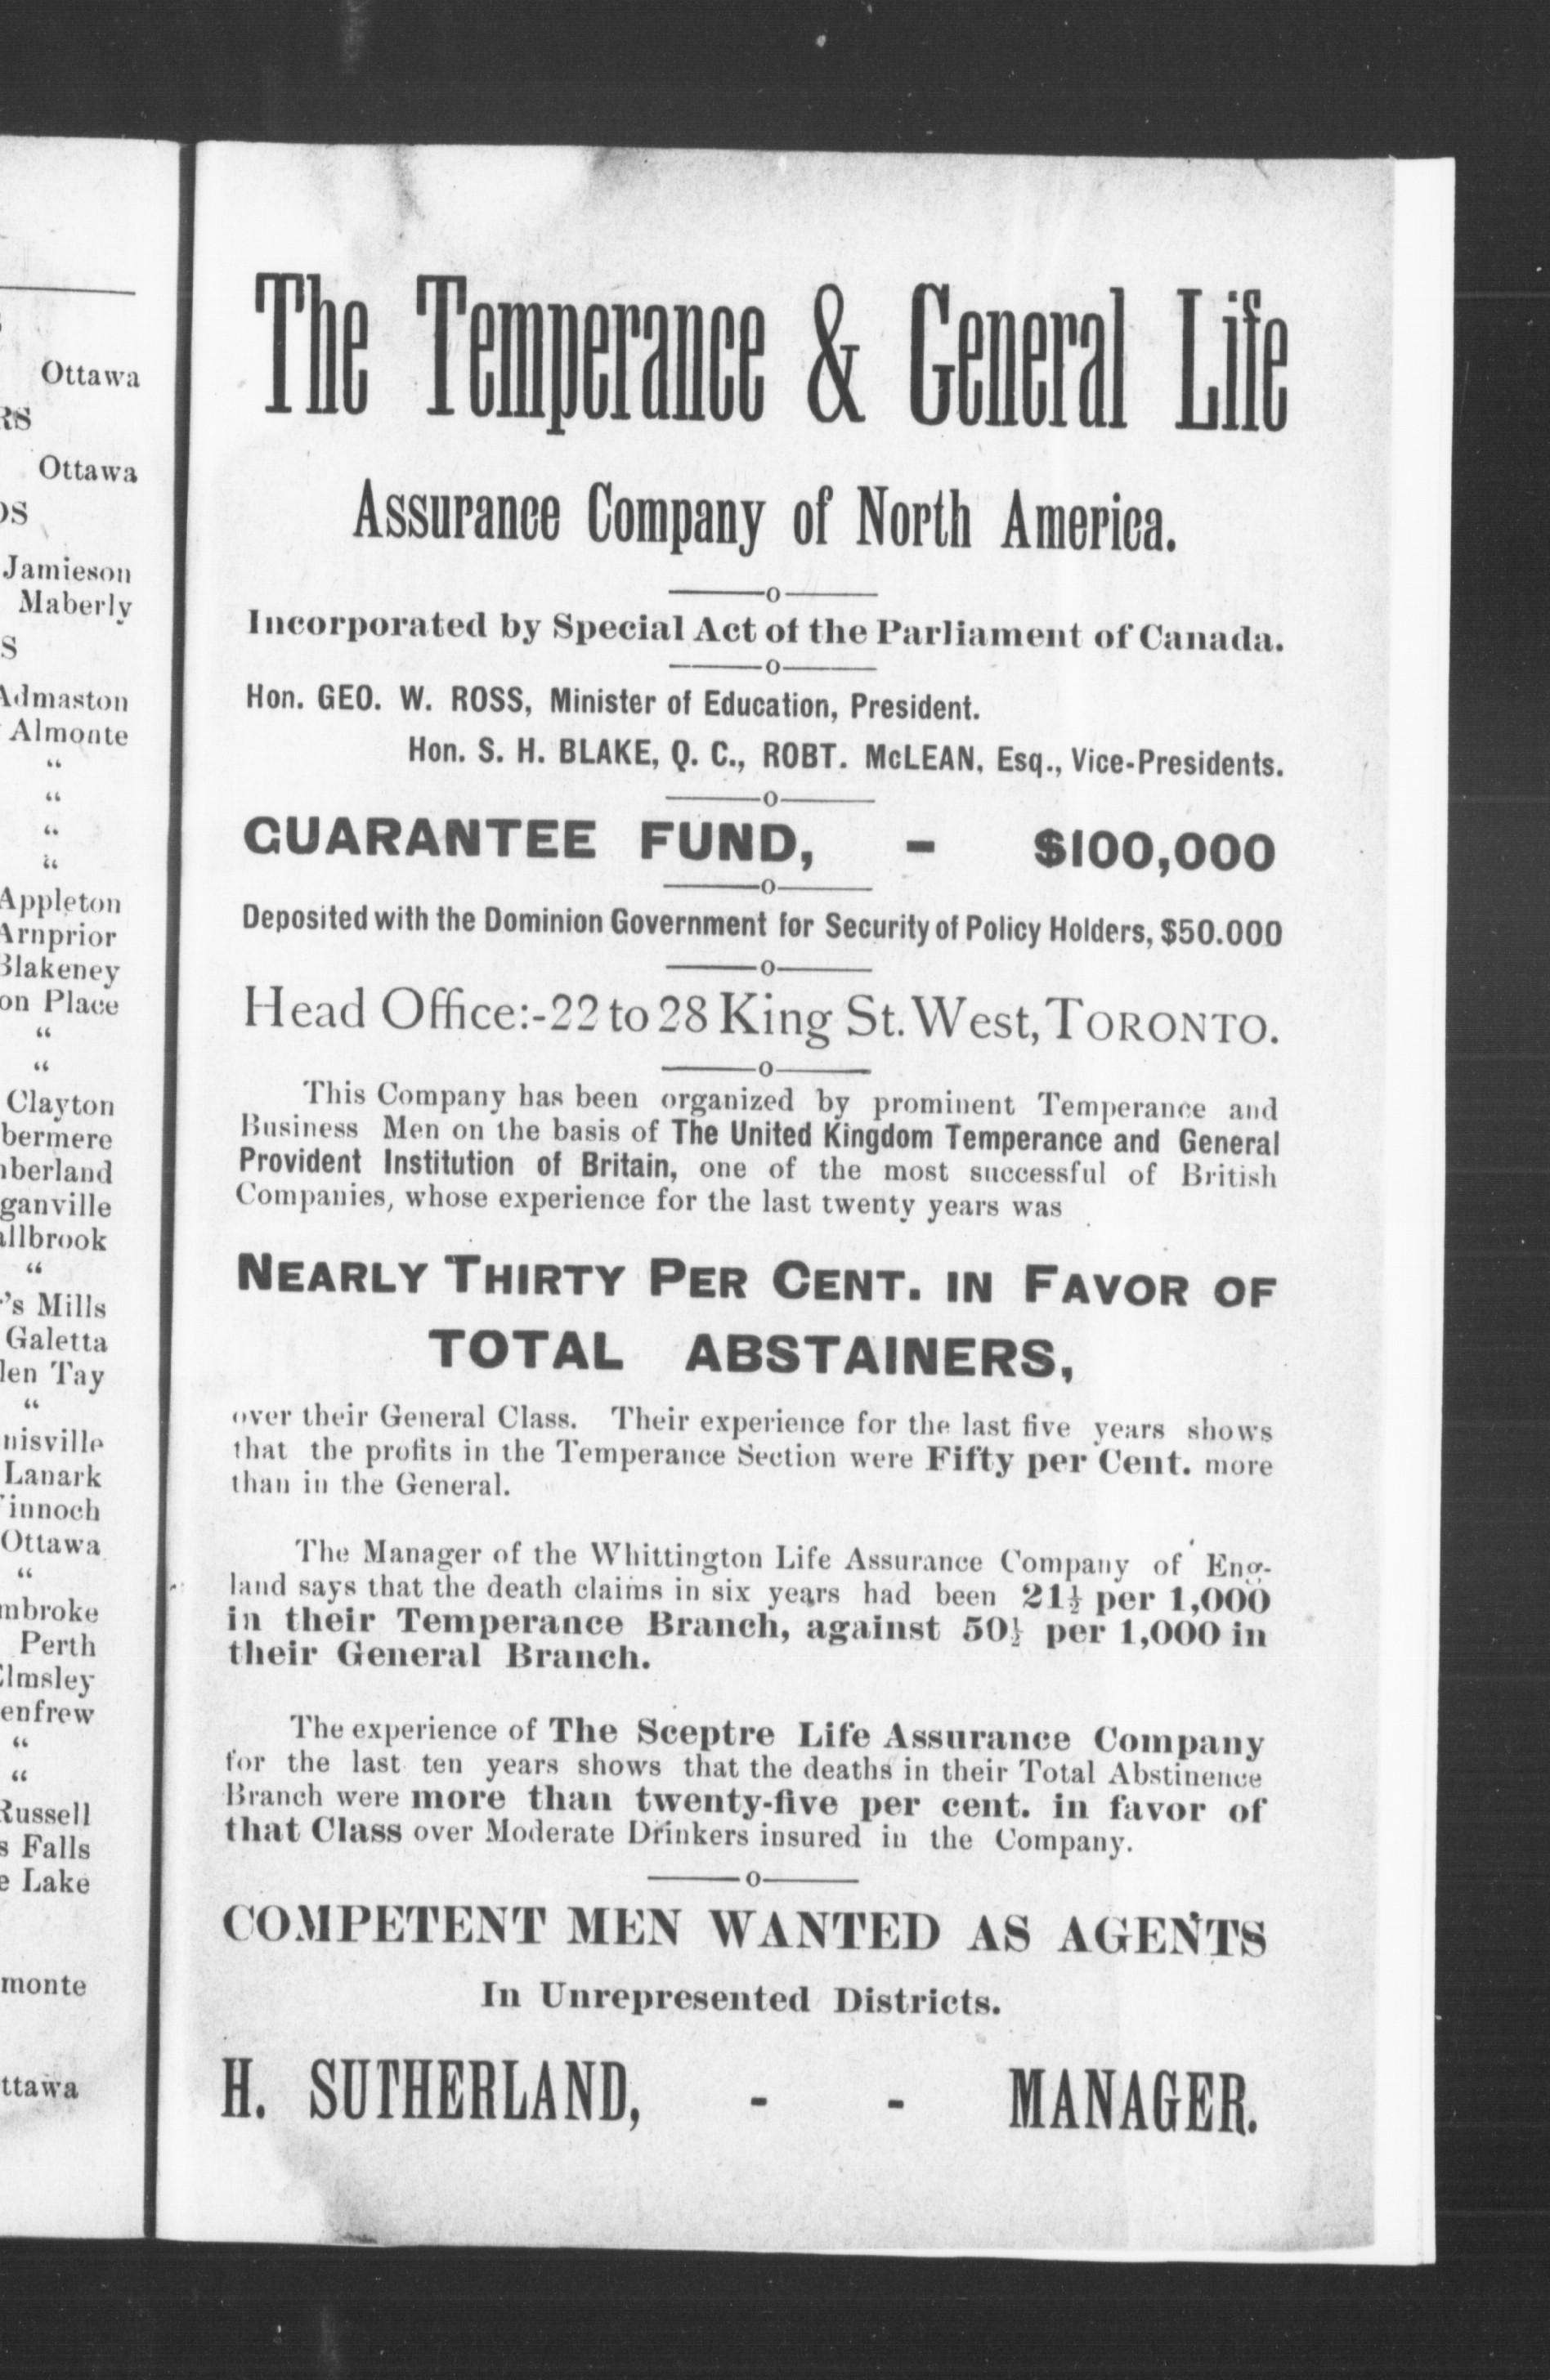 Ottawa
RS
Ottawa
DS
Jamieson
Maberly
S
Admaston
Almonte
“
“
“
“
Appleton
Arnprior
Blakeney
on Place
“
“
Clayton
bermere
berland
ganville
allbrook
“
's Mills
Galetta
len Tay
“
nisville
Lanark
innoch
Ottawa
“
mbroke
Perth
Elmsley
enfrew
“
“
Russell
s Falls
e Lake
monte
ttawa
The Temperance & General Life
Assurance Company of North America.
Incorporated by Special Act of the Parliament of Canada.
Hon. GEO. W. ROSS, Minister of Education, President.
Hon. S. H. BLAKE, Q. C., ROBT. McLEAN, Esq., Vice-Presidents.
GUARANTEE FUND, - $100,000
Deposited with the Dominion Government for Security of Policy Holders, $50.000
Head Office:-22 to 28 King St. West, TORONTO.
This Company has been organized by prominent Temperance and
Business Men on the basis of The United Kingdom Temperance and General
Provident Institution of Britain, one of the most successful of British
Companies, whose experience for the last twenty years was
NEARLY THIRTY PER CENT. IN FAVOR OF
TOTAL ABSTAINERS,
over their General Class. Their experience for the last five years shows
that the profits in the Temperance Section were Fifty per Cent. more
than in the General.
The Manager of the Whittington Life Assurance Company of Eng-
land says that the death claims in six years had been 21½ per 1,000
in their Temperance Branch, against 50½ per 1,000 in
their General Branch.
The experience of The Sceptre Life Assurance Company
for the last ten years shows that the deaths in their Total Abstinence
Branch were more than twenty-five per cent. in favor of
that Class over Moderate Drinkers insured in the Company.
COMPETENT MEN WANTED AS AGENTS
In Unrepresented Districts.
H. SUTHERLAND, - - MANAGER.